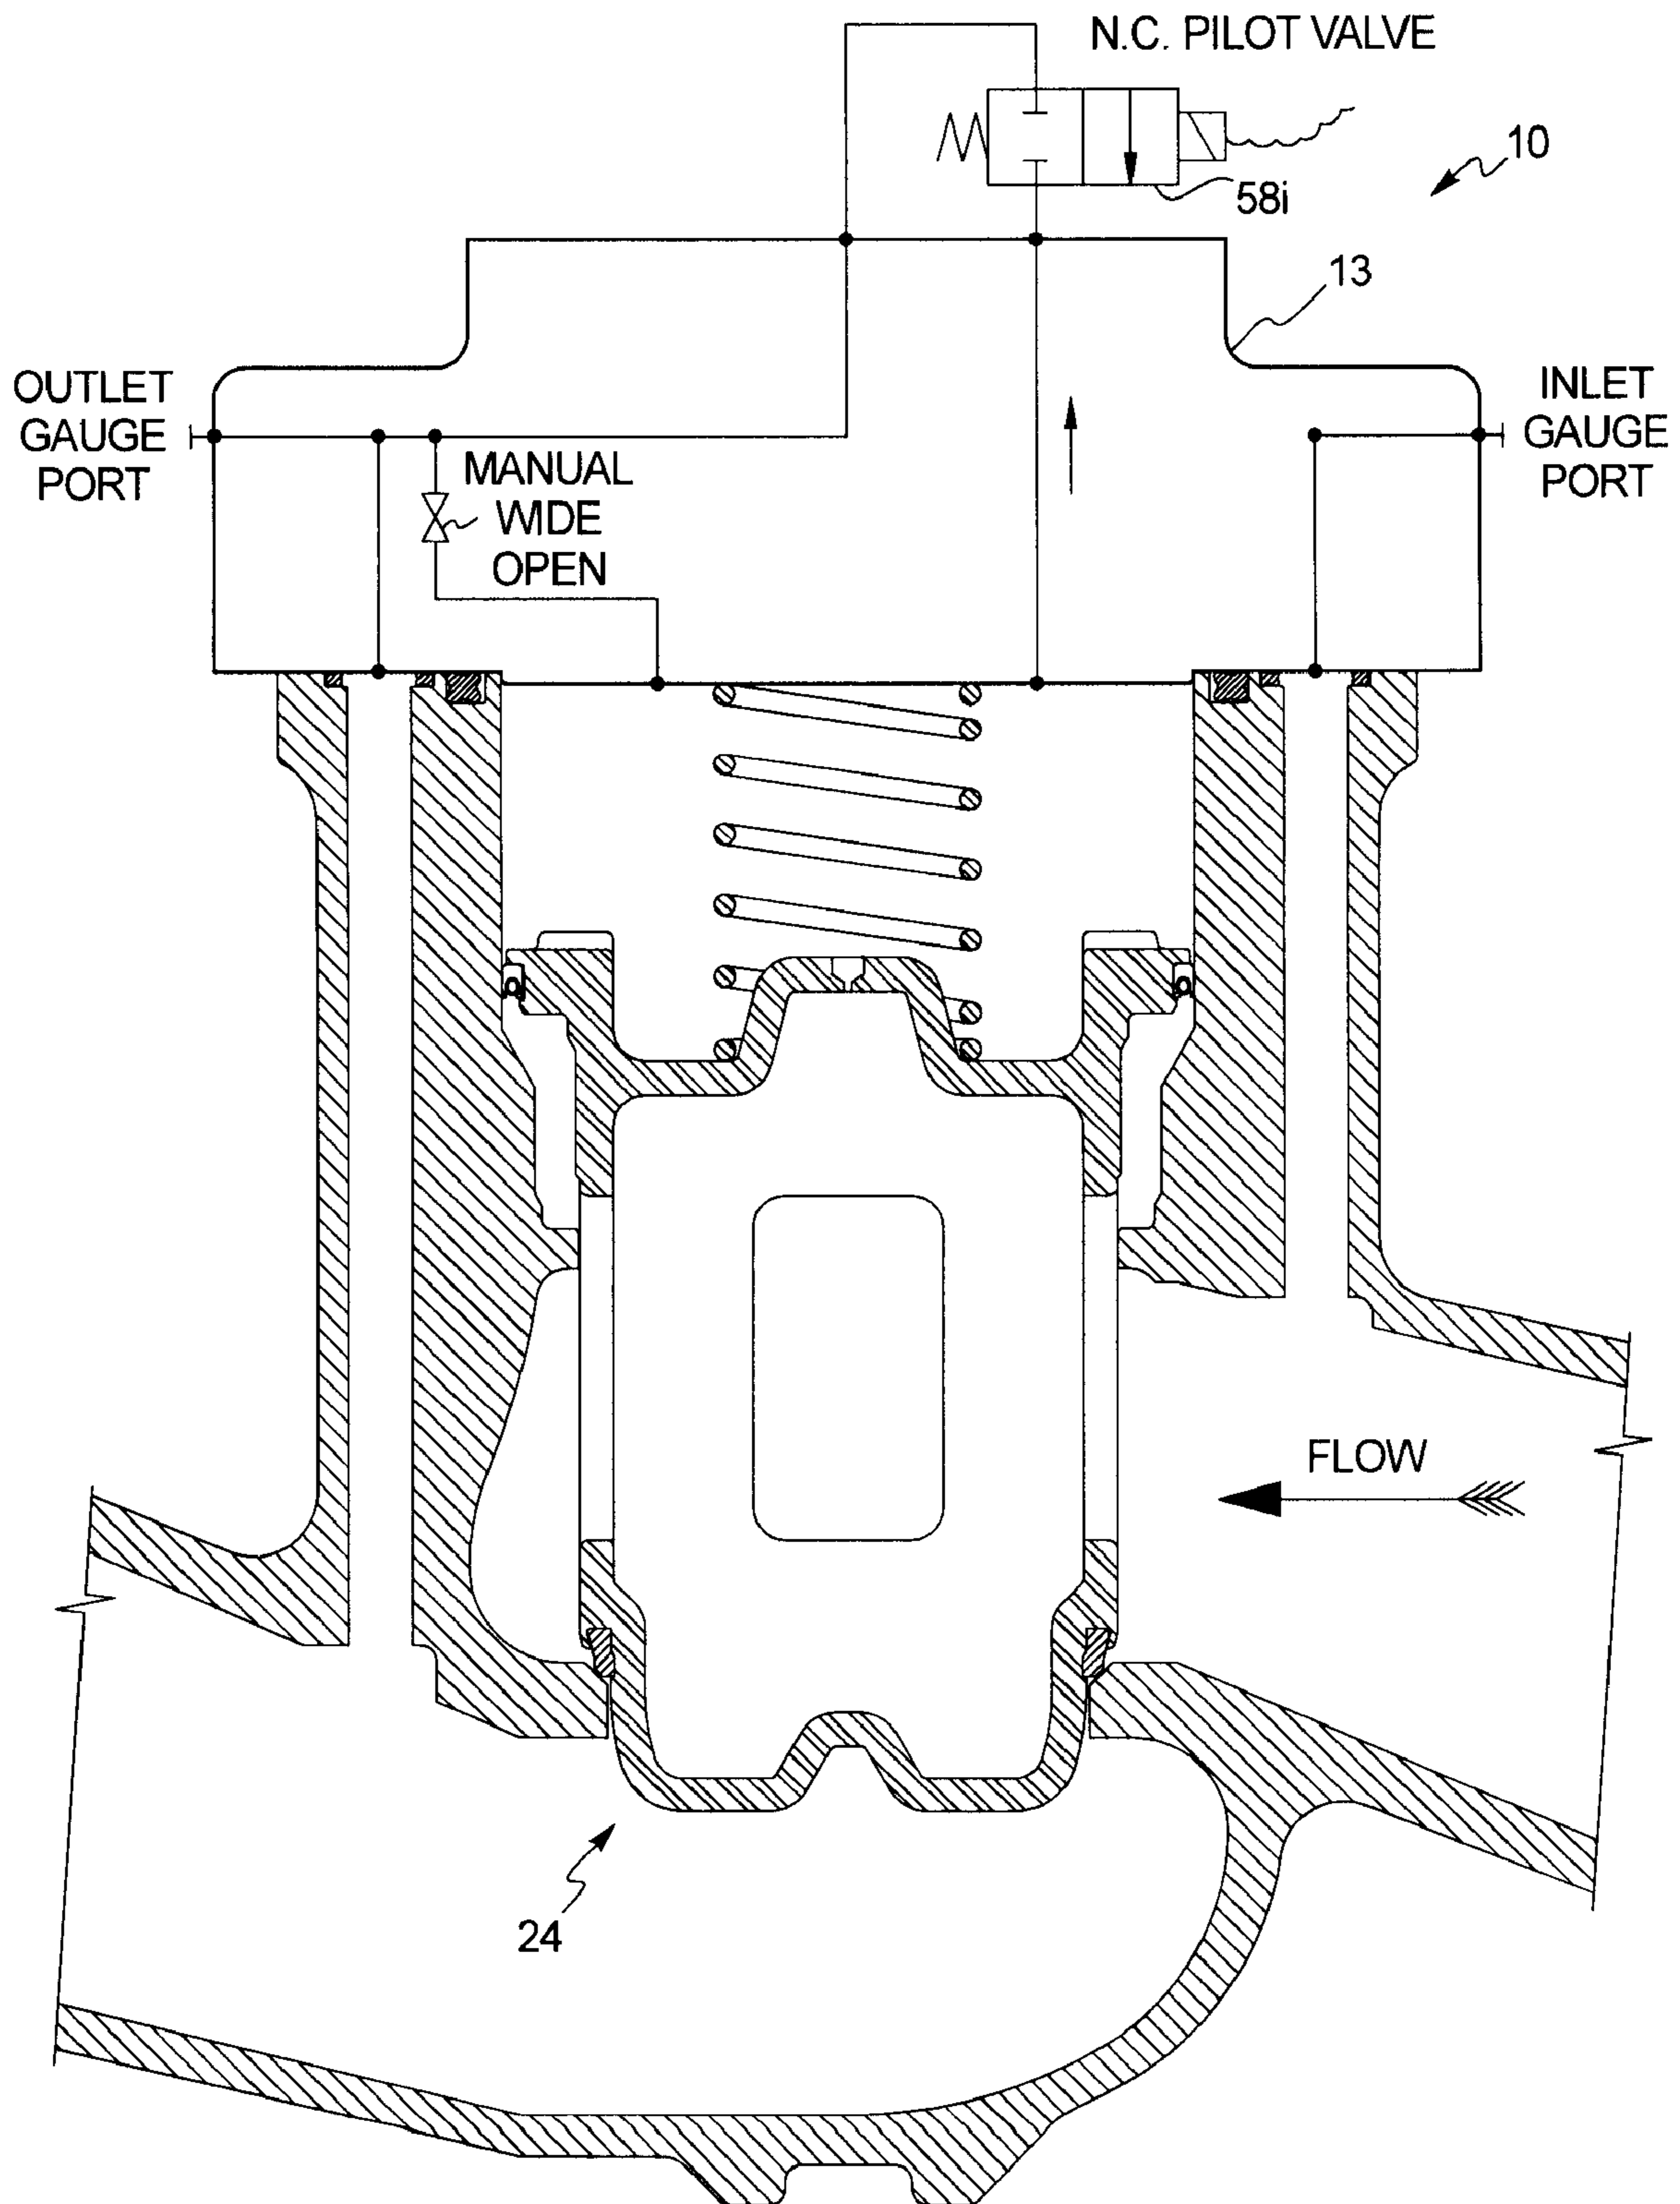 N.C. PILOT VALVE
10
58i
13
OUTLET
GAUGE
PORT
INLET
GAUGE
PORT
MANUAL
WIDE
OPEN
FLOW
24